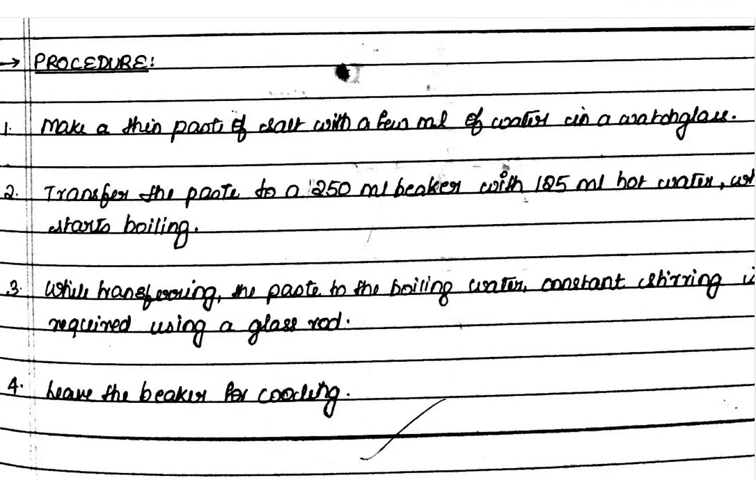 → PROCEDURE:
1. Make a thin paste of salt with a few ml of water in a watchglass.
2. Transfer the paste to a 250 ml beaker with 125 ml hot water,
starts boiling.
3. While transferring, the paste to the boiling water, constant stirring
required using a glass rod.
4. Leave the beaker for cooling.